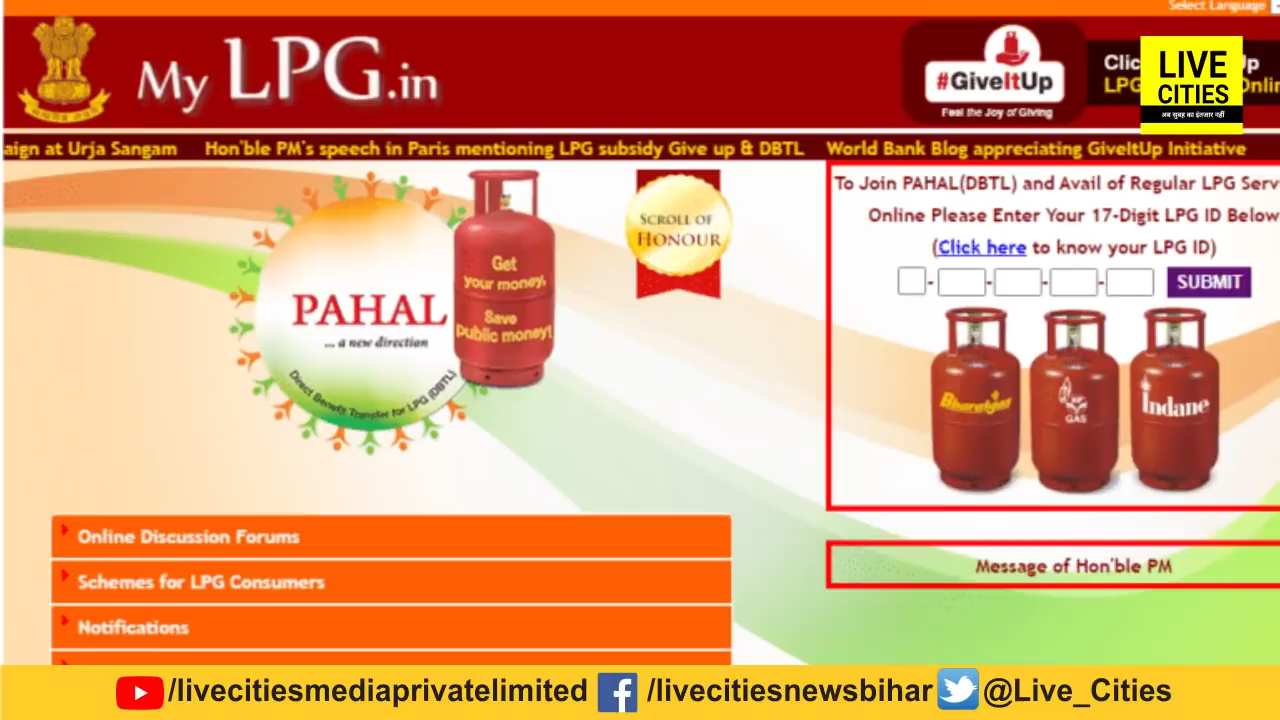 Select Language
My LPG.in
#GiveItUp
Feel the Joy of Giving
LIVE
CITIES
अब सुबह का इंतजार नहीं
aign at Urja Sangam Hon'ble PM's speech in Paris mentioning LPG subsidy Give up & DBTL World Bank Blog appreciating GiveItUp Initiative
PAHAL
... a new direction
Direct Benefit Transfer for LPG (DBTL)
Get
your money,
Save
public money!
SCROLL OF
HONOUR
To Join PAHAL(DBTL) and Avail of Regular LPG Serv
Online Please Enter Your 17-Digit LPG ID Below
(Click here to know your LPG ID)
- - - - SUBMIT
Bharatgas
GAS
Indane
Online Discussion Forums
Schemes for LPG Consumers
Notifications
Message of Hon'ble PM
/livecitiesmediaprivatelimited /livecitiesnewsbihar @Live_Cities